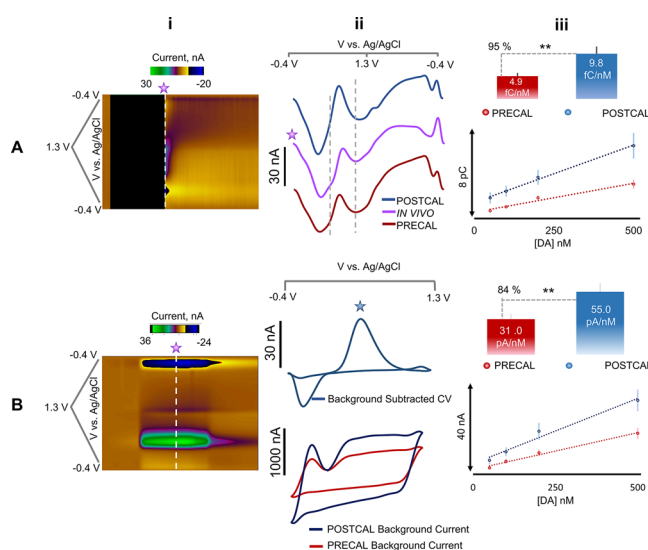 i
ii
iii
A
Current, nA
30
-20
-0.4 V
1.3 V
V vs. Ag/AgCl
-0.4 V
V vs. Ag/AgCl
-0.4 V
1.3 V
-0.4 V
30 nA
POSTCAL
IN VIVO
PRECAL
95 %
**
4.9
fC/nM
9.8
fC/nM
PRECAL
POSTCAL
8 pC
0
250
500
[DA] nM
B
Current, nA
36
-24
-0.4 V
1.3 V
V vs. Ag/AgCl
-0.4 V
V vs. Ag/AgCl
-0.4 V
1.3 V
30 nA
Background Subtracted CV
1000 nA
POSTCAL Background Current
PRECAL Background Current
84 %
**
31 .0
pA/nM
55.0
pA/nM
PRECAL
POSTCAL
40 nA
0
250
500
[DA] nM